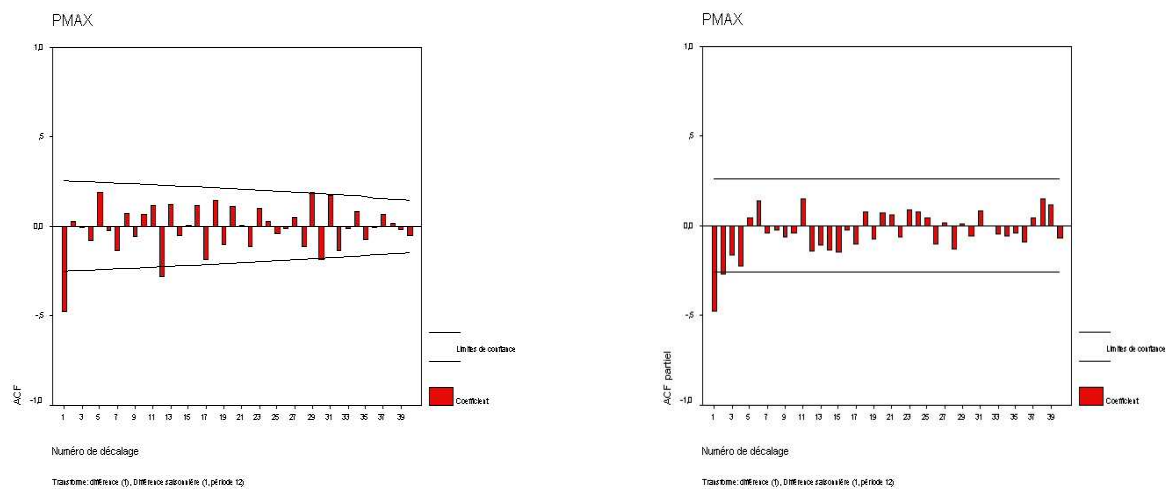 PMAX
1,0
,5
0,0
-,5
-1,0
ACF
1 3 5 7 9 11 13 15 17 19 21 23 25 27 29 31 33 35 37 39
Limites de confiance
Coefficient
Numéro de décalage
Transforme: différence (1), Différence saisonnière (1, période 12)
PMAX
1,0
,5
0,0
-,5
-1,0
ACF partiel
1 3 5 7 9 11 13 15 17 19 21 23 25 27 29 31 33 35 37 39
Limites de confiance
Coefficient
Numéro de décalage
Transforme: différence (1), Différence saisonnière (1, période 12)